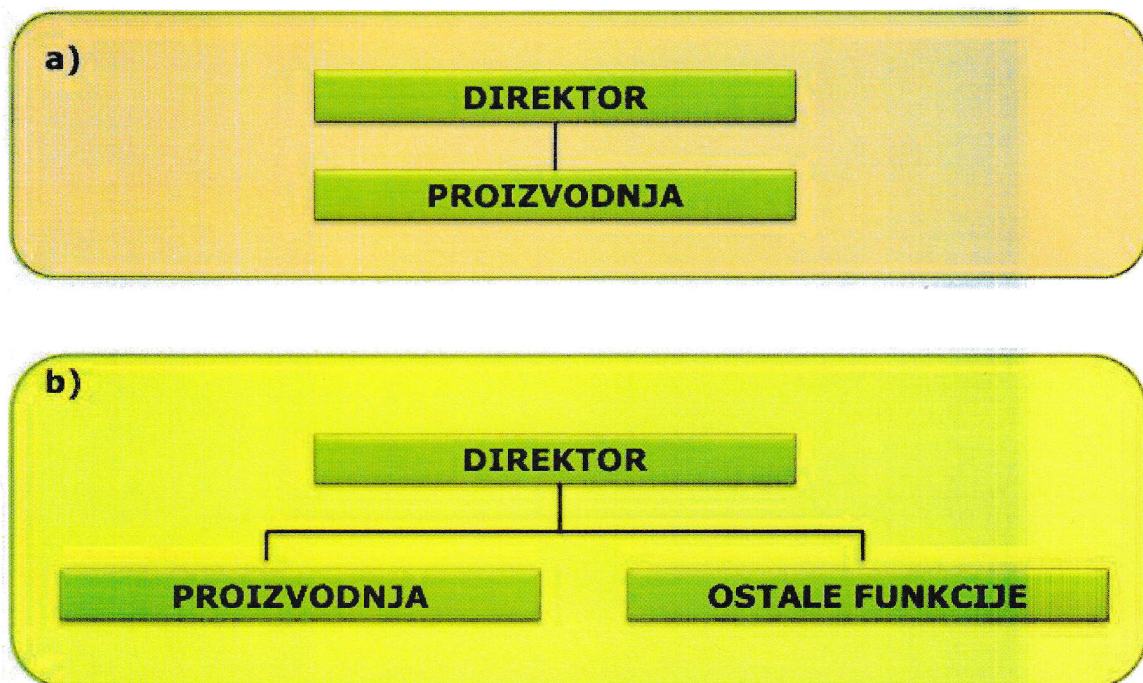 a)
DIREKTOR
PROIZVODNJA
b)
DIREKTOR
PROIZVODNJA
OSTALE FUNKCIJE